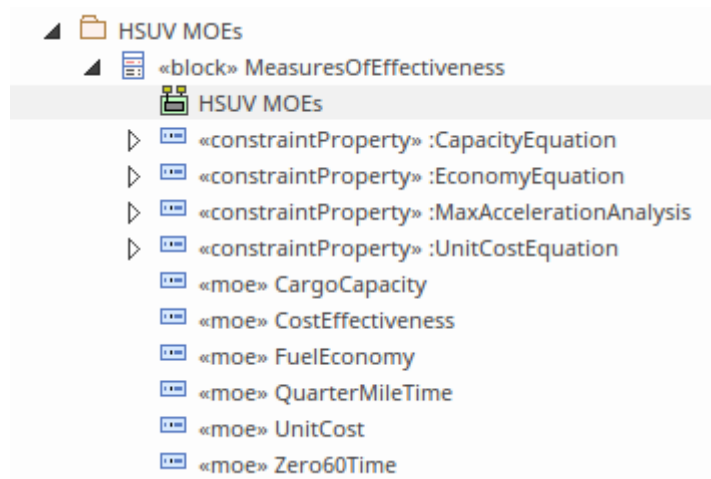 HSUV MOEs
«block» MeasuresOfEffectiveness
HSUV MOEs
«constraintProperty» :CapacityEquation
«constraintProperty» :EconomyEquation
«constraintProperty» :MaxAccelerationAnalysis
«constraintProperty» :UnitCostEquation
«moe» CargoCapacity
«moe» CostEffectiveness
«moe» FuelEconomy
«moe» QuarterMileTime
«moe» UnitCost
«moe» Zero60Time